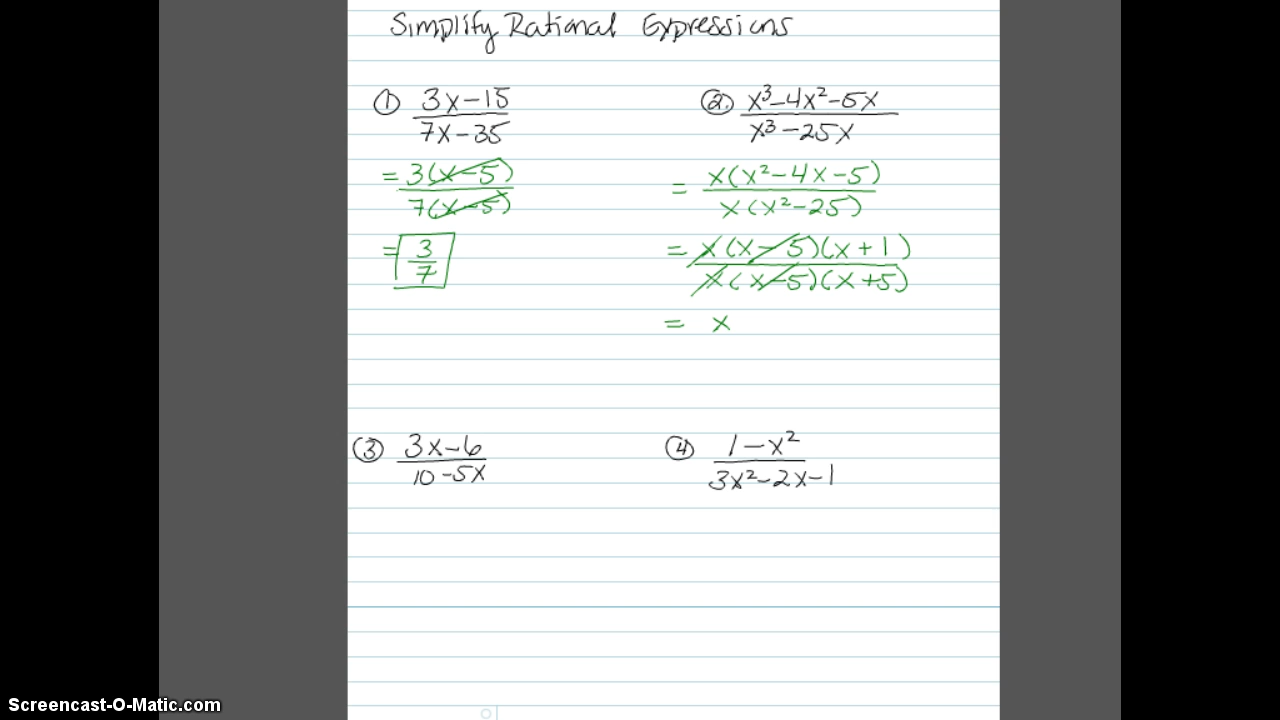 Simplify Rational Expressions
① 3x-15
7x-35
= 3(x-5)
7(x-5)
= 3
7
②. x³-4x²-5x
x³-25x
= x(x²-4x-5)
x(x²-25)
= x(x-5)(x+1)
x(x-5)(x+5)
= x
③ 3x-6
10-5x
④ 1-x²
3x²-2x-1
Screencast-O-Matic.com